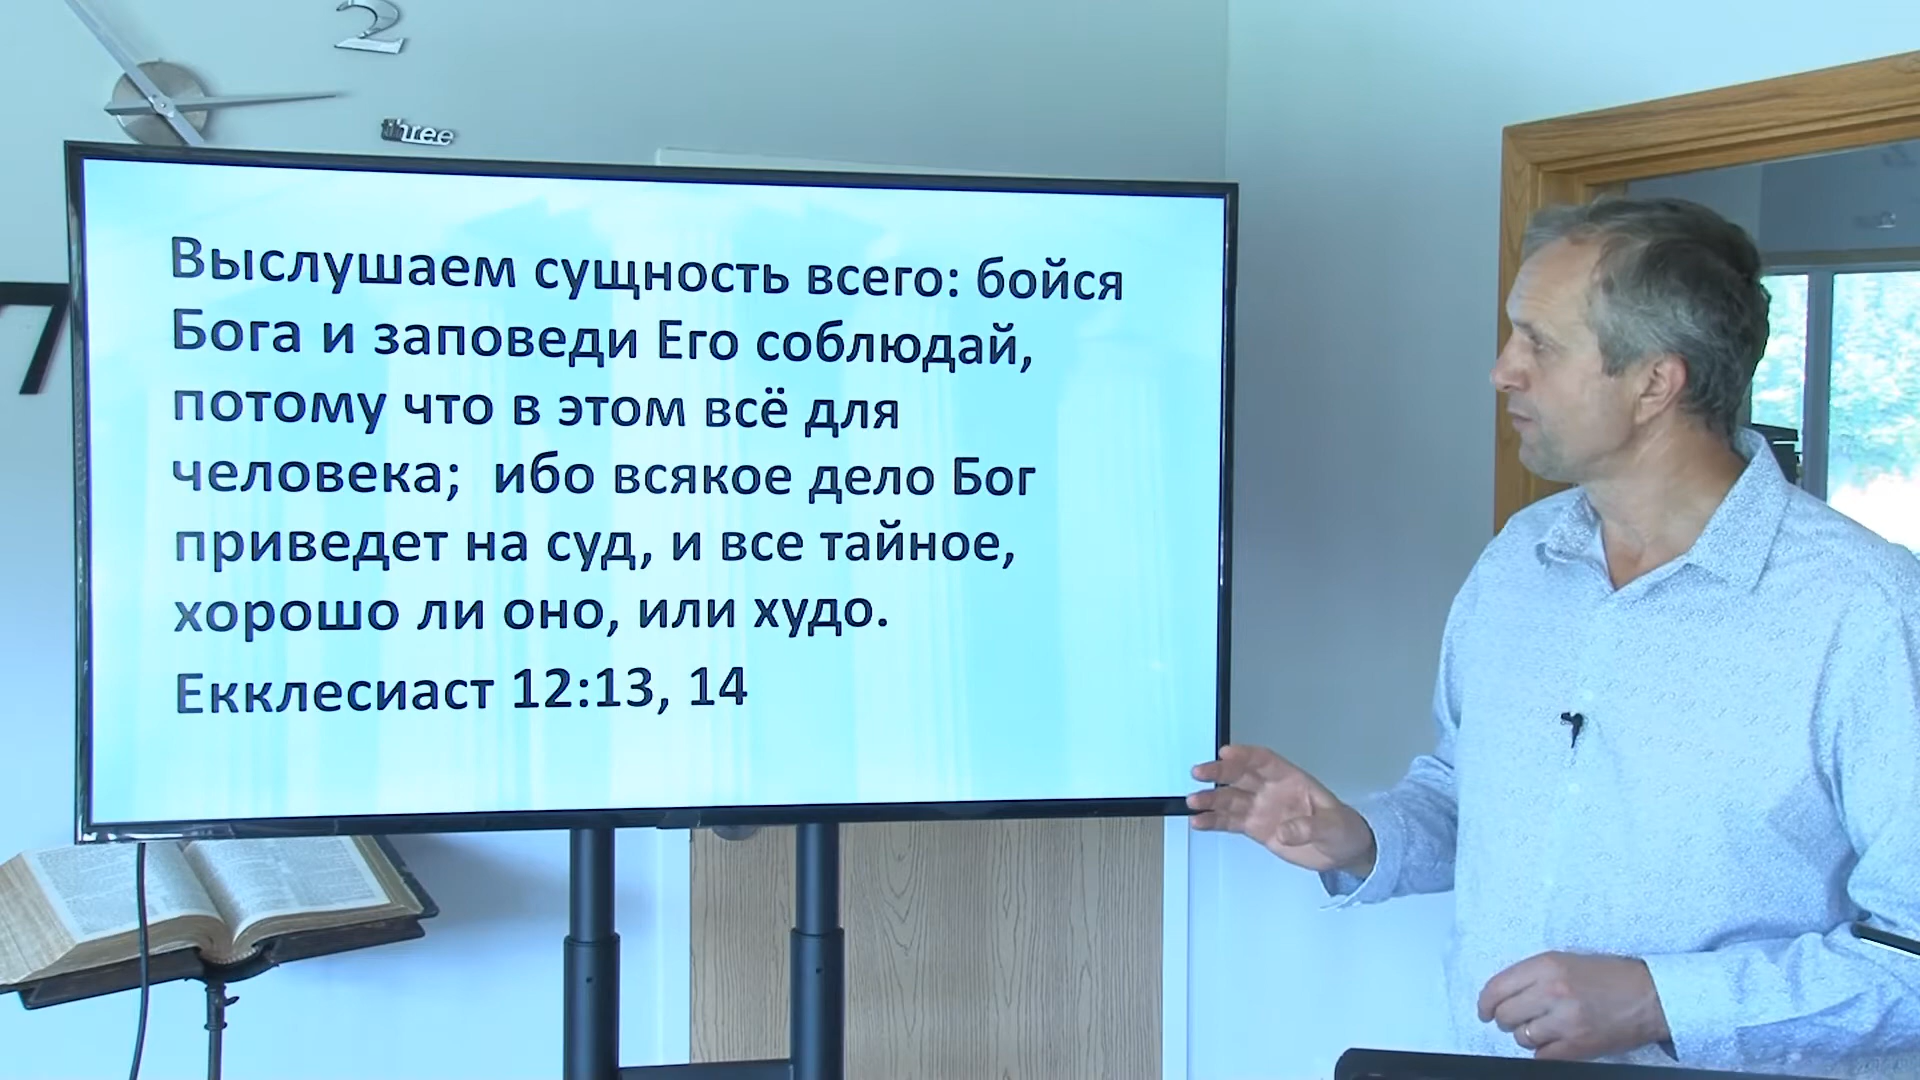 2
three
7
Выслушаем сущность всего: бойся
Бога и заповеди Его соблюдай,
потому что в этом всё для
человека;  ибо всякое дело Бог
приведет на суд, и все тайное,
хорошо ли оно, или худо.
Екклесиаст 12:13, 14